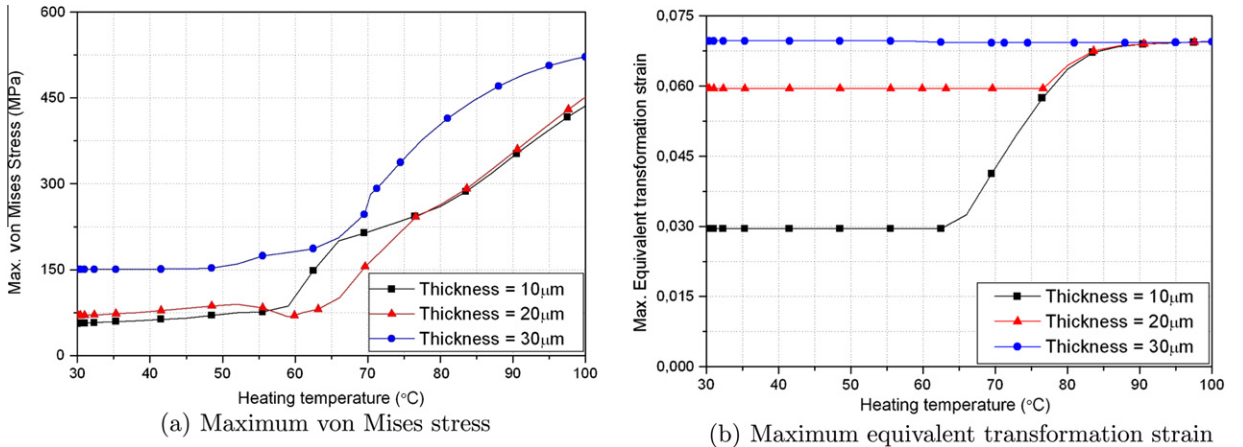 600
450
300
150
0
Max. von Mises Stress (MPa)
Thickness = 10μm
Thickness = 20μm
Thickness = 30μm
30 40 50 60 70 80 90 100
Heating temperature (°C)
(a) Maximum von Mises stress
0.075
0.060
0.045
0.030
0.015
0.000
Max. Equivalent transformation strain
Thickness = 10μm
Thickness = 20μm
Thickness = 30μm
30 40 50 60 70 80 90 100
Heating temperature (°C)
(b) Maximum equivalent transformation strain